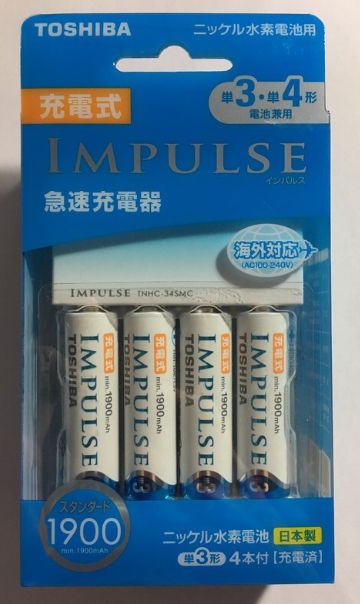 TOSHIBA
ニッケル水素電池用
充電式
単3・単4形
電池兼用
IMPULSE
インパルス
急速充電器
海外対応
(AC100-240V)
IMPULSE TNHC-34SMC
充電式
IMPULSE
min.1900mAh
TOSHIBA
充電式
IMPULSE
min.1900mAh
TOSHIBA
充電式
IMPULSE
min.1900mAh
TOSHIBA
充電式
IMPULSE
min.1900mAh
TOSHIBA
スタンダード
1900
min.1900mAh
ニッケル水素電池 日本製
単3形 4本付【充電済】